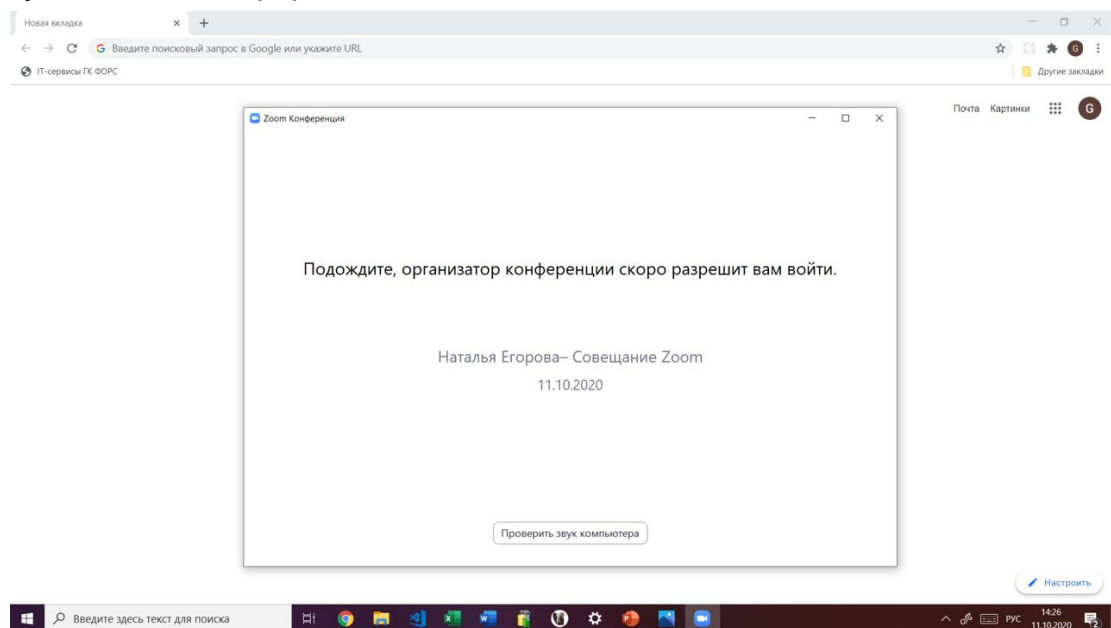 Новая вкладка
Введите поисковый запрос в Google или укажите URL
G
IT-сервисы ГК ФОРС
Другие закладки
Почта Картинки
G
Zoom Конференция
Подождите, организатор конференции скоро разрешит вам войти.
Наталья Егорова– Совещание Zoom
11.10.2020
Проверить звук компьютера
Настроить
Введите здесь текст для поиска
РУС
14:26
11.10.2020
2